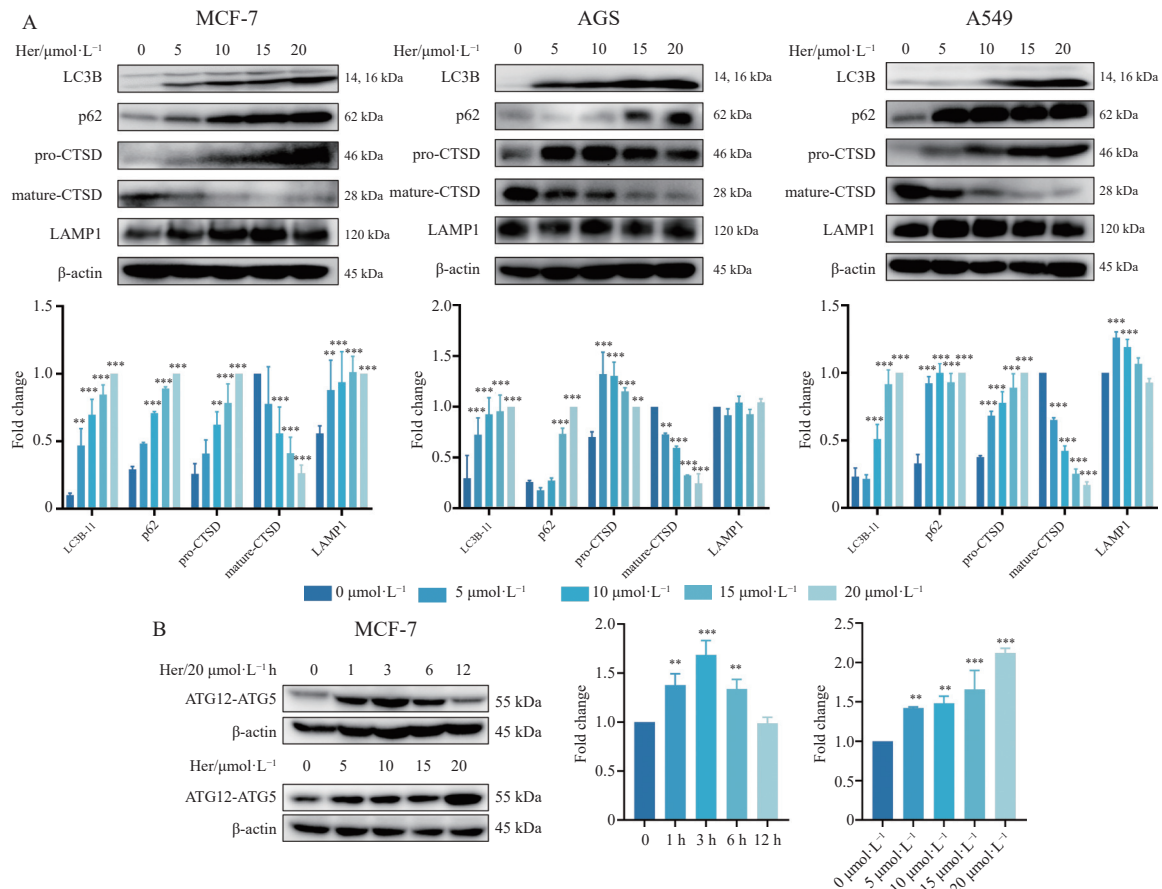 A
MCF-7
Her/μmol·L⁻¹ 0 5 10 15 20
LC3B 14, 16 kDa
p62 62 kDa
pro-CTSD 46 kDa
mature-CTSD 28 kDa
LAMP1 120 kDa
β-actin 45 kDa
AGS
Her/μmol·L⁻¹ 0 5 10 15 20
LC3B 14, 16 kDa
p62 62 kDa
pro-CTSD 46 kDa
mature-CTSD 28 kDa
LAMP1 120 kDa
β-actin 45 kDa
A549
Her/μmol·L⁻¹ 0 5 10 15 20
LC3B 14, 16 kDa
p62 62 kDa
pro-CTSD 46 kDa
mature-CTSD 28 kDa
LAMP1 120 kDa
β-actin 45 kDa
Fold change
1.5
1.0
0.5
0
** *** *** ***
*** *** ***
** *** ***
*** *** ***
** *** *** ***
LC3B-11 p62 pro-CTSD mature-CTSD LAMP1
Fold change
2.0
1.5
1.0
0.5
0
*** *** *** ***
*** ***
*** *** *** **
** *** *** ***
LC3B-11 p62 pro-CTSD mature-CTSD LAMP1
Fold change
1.5
1.0
0.5
0
*** *** ***
*** *** *** ***
*** *** *** ***
** *** *** ***
*** ***
LC3B-11 p62 pro-CTSD mature-CTSD LAMP1
0 μmol·L⁻¹ 5 μmol·L⁻¹ 10 μmol·L⁻¹ 15 μmol·L⁻¹ 20 μmol·L⁻¹
B
MCF-7
Her/20 μmol·L⁻¹ h 0 1 3 6 12
ATG12-ATG5 55 kDa
β-actin 45 kDa
Her/μmol·L⁻¹ 0 5 10 15 20
ATG12-ATG5 55 kDa
β-actin 45 kDa
Fold change
2.0
1.5
1.0
0.5
0
** *** **
0 1 h 3 h 6 h 12 h
Fold change
2.5
2.0
1.5
1.0
0.5
0
** ** *** ***
0 μmol·L⁻¹ 5 μmol·L⁻¹ 10 μmol·L⁻¹ 15 μmol·L⁻¹ 20 μmol·L⁻¹